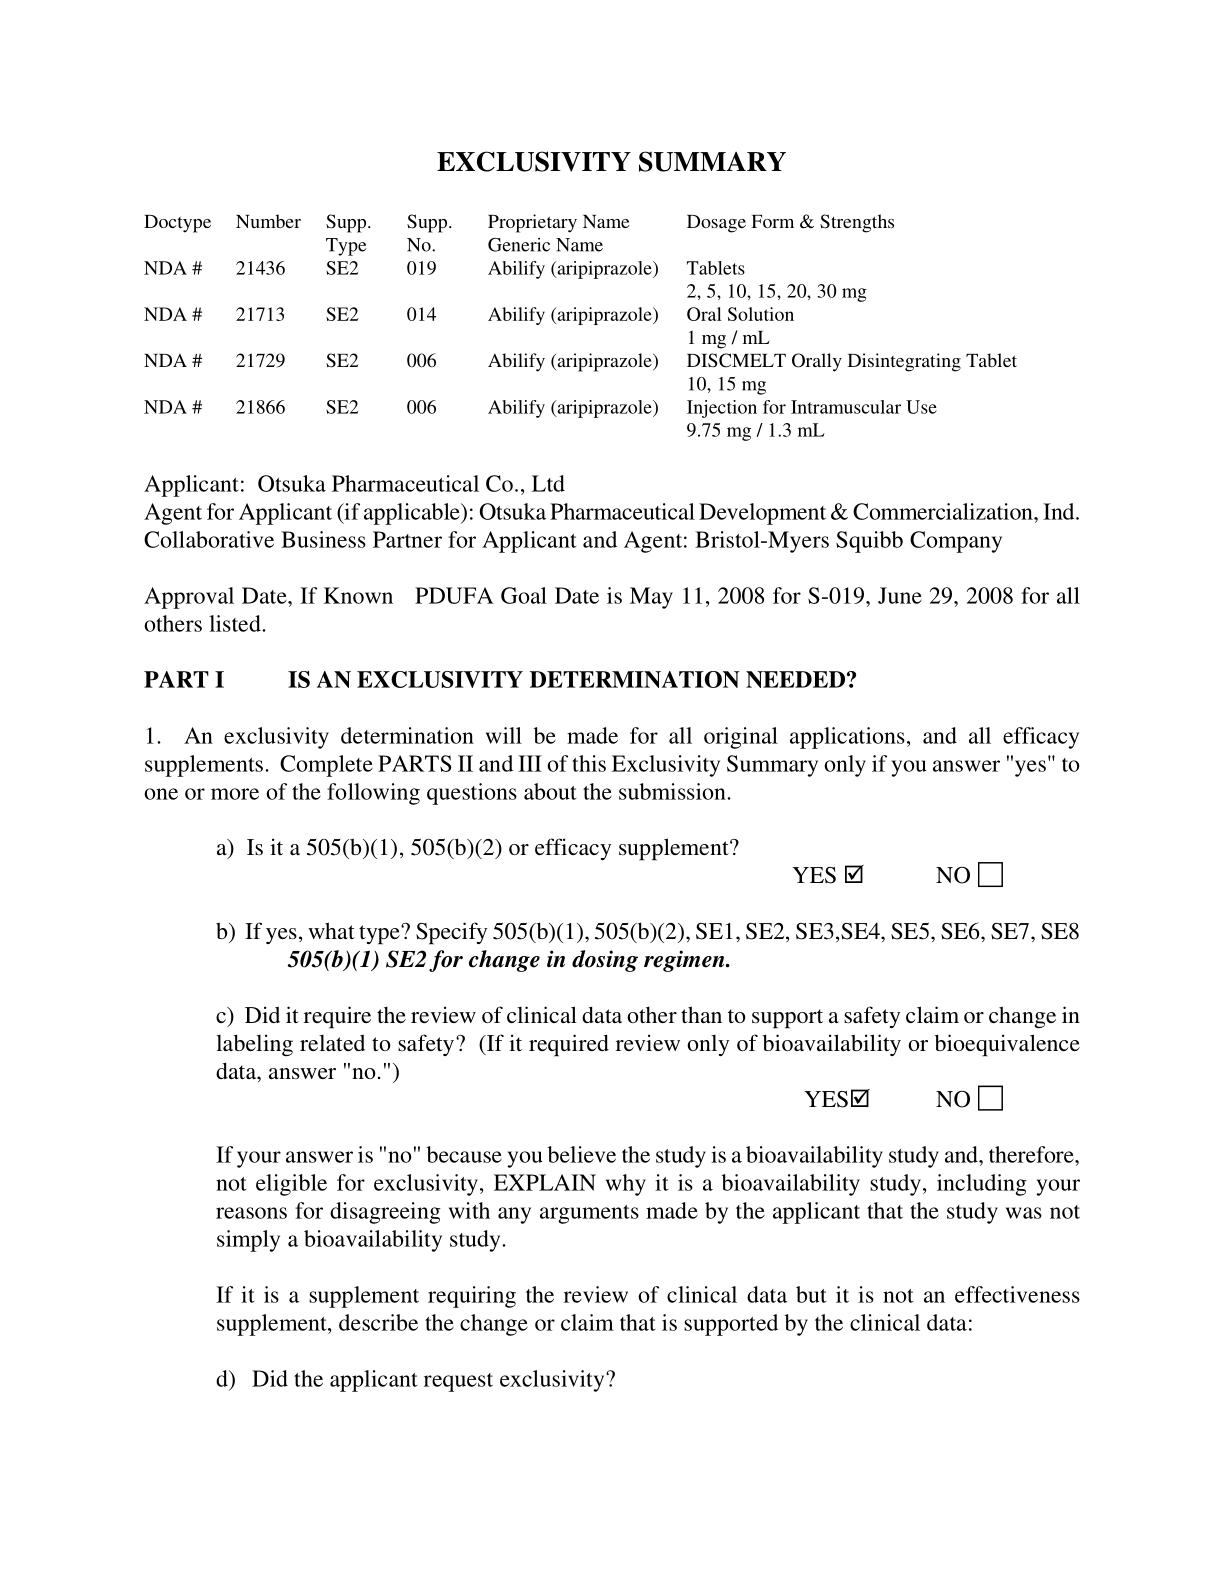 EXCLUSIVITY SUMMARY
Doctype Number Supp. Supp. Proprietary Name Dosage Form & Strengths
Type No. Generic Name
NDA # 21436 SE2 019 Abilify (aripiprazole) Tablets
2, 5, 10, 15, 20, 30 mg
NDA # 21713 SE2 014 Abilify (aripiprazole) Oral Solution
1 mg / mL
NDA # 21729 SE2 006 Abilify (aripiprazole) DISCMELT Orally Disintegrating Tablet
10, 15 mg
NDA # 21866 SE2 006 Abilify (aripiprazole) Injection for Intramuscular Use
9.75 mg / 1.3 mL
Applicant: Otsuka Pharmaceutical Co., Ltd
Agent for Applicant (if applicable): Otsuka Pharmaceutical Development & Commercialization, Ind.
Collaborative Business Partner for Applicant and Agent: Bristol-Myers Squibb Company
Approval Date, If Known PDUFA Goal Date is May 11, 2008 for S-019, June 29, 2008 for all
others listed.
PART I IS AN EXCLUSIVITY DETERMINATION NEEDED?
1. An exclusivity determination will be made for all original applications, and all efficacy
supplements. Complete PARTS II and III of this Exclusivity Summary only if you answer "yes" to
one or more of the following questions about the submission.
a) Is it a 505(b)(1), 505(b)(2) or efficacy supplement?
YES ☑ NO ☐
b) If yes, what type? Specify 505(b)(1), 505(b)(2), SE1, SE2, SE3,SE4, SE5, SE6, SE7, SE8
505(b)(1) SE2 for change in dosing regimen.
c) Did it require the review of clinical data other than to support a safety claim or change in
labeling related to safety? (If it required review only of bioavailability or bioequivalence
data, answer "no.")
YES☑ NO ☐
If your answer is "no" because you believe the study is a bioavailability study and, therefore,
not eligible for exclusivity, EXPLAIN why it is a bioavailability study, including your
reasons for disagreeing with any arguments made by the applicant that the study was not
simply a bioavailability study.
If it is a supplement requiring the review of clinical data but it is not an effectiveness
supplement, describe the change or claim that is supported by the clinical data:
d) Did the applicant request exclusivity?